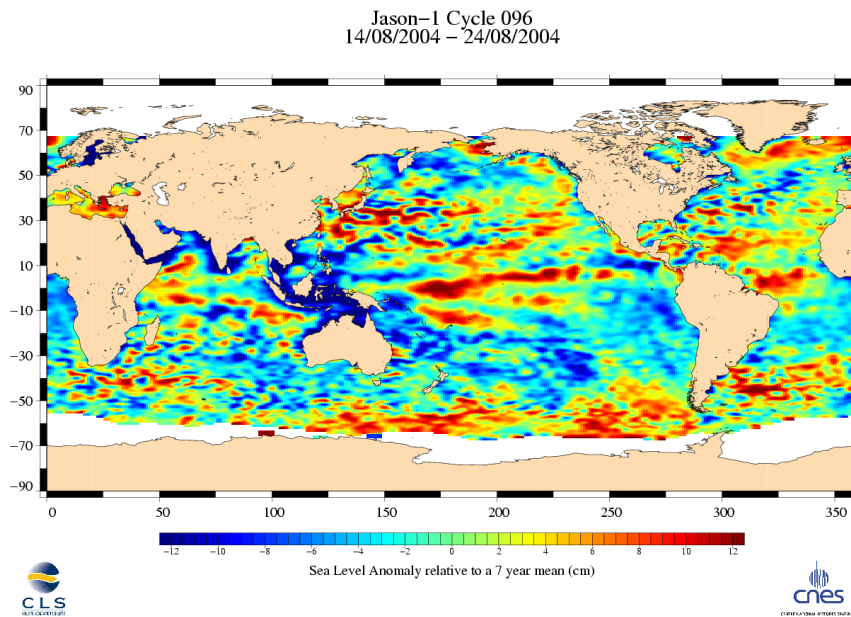 Jason−1 Cycle 096
14/08/2004 − 24/08/2004
90
70
50
30
10
−10
−30
−50
−70
−90
0 50 100 150 200 250 300 350
−12 −10 −8 −6 −4 −2 0 2 4 6 8 10 12
Sea Level Anomaly relative to a 7 year mean (cm)
CLS
cnes